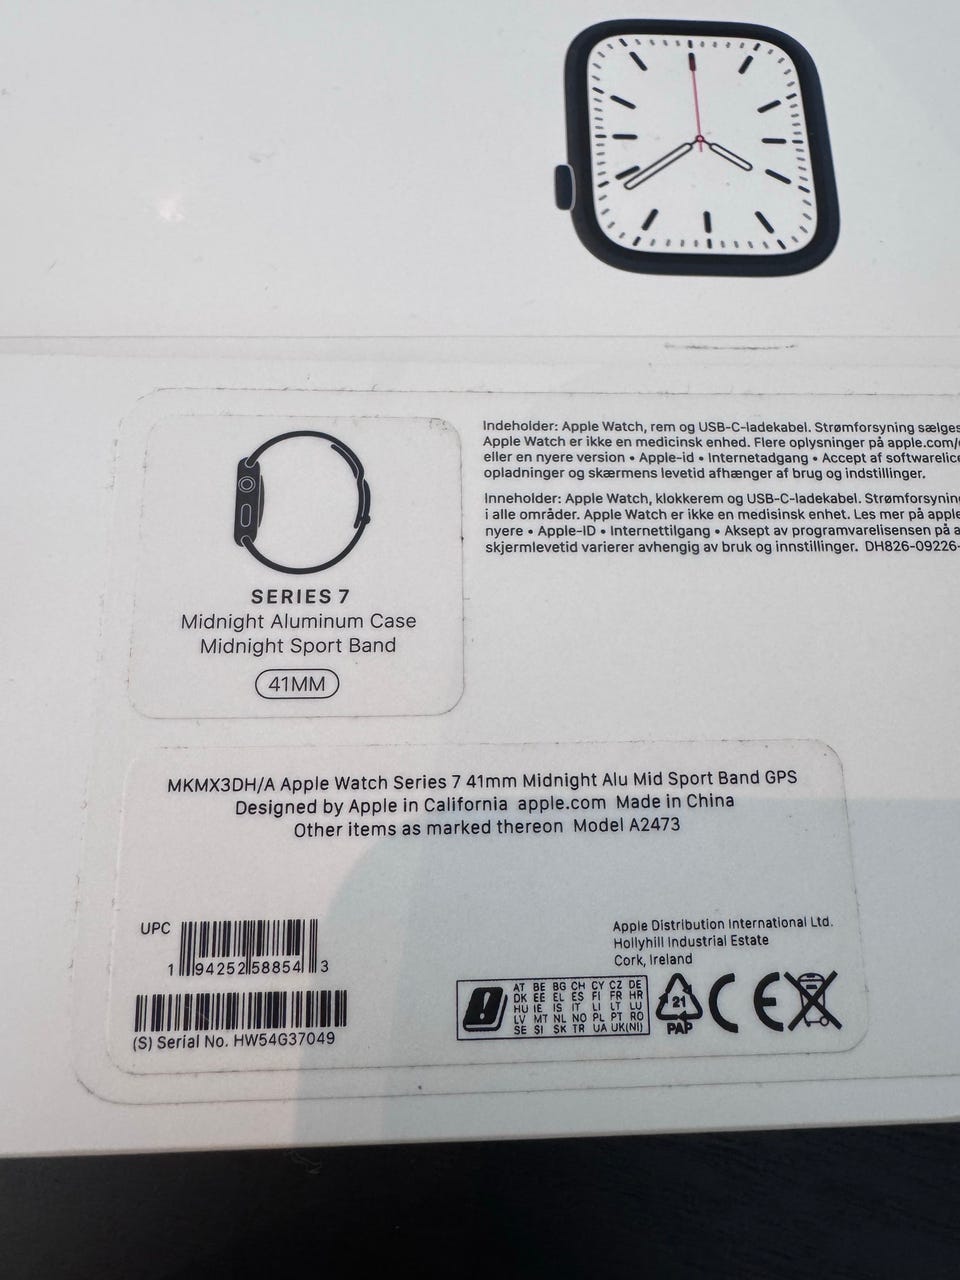 SERIES 7
Midnight Aluminum Case
Midnight Sport Band
41MM
Indeholder: Apple Watch, rem og USB-C-ladekabel. Strømforsyning sælges
Apple Watch er ikke en medicinsk enhed. Flere oplysninger på apple.com/
eller en nyere version • Apple-id • Internetadgang • Accept af softwarelice
opladninger og skærmens levetid afhænger af brug og indstillinger.
Inneholder: Apple Watch, klokkerem og USB-C-ladekabel. Strømforsyning
i alle områder. Apple Watch er ikke en medisinsk enhet. Les mer på apple
nyere • Apple-ID • Internettilgang • Aksept av programvarelisensen på a
skjermlevetid varierer avhengig av bruk og innstillinger. DH826-09226-
MKMX3DH/A Apple Watch Series 7 41mm Midnight Alu Mid Sport Band GPS
Designed by Apple in California apple.com Made in China
Other items as marked thereon Model A2473
UPC
1 94252 58854 3
(S) Serial No. HW54G37049
Apple Distribution International Ltd.
Hollyhill Industrial Estate
Cork, Ireland
AT BE BG CH CY CZ DE
DK EE EL ES FI FR HR
HU IE IS IT LI LT LU
LV MT NL NO PL PT RO
SE SI SK TR UA UK(NI)
21
PAP
CE